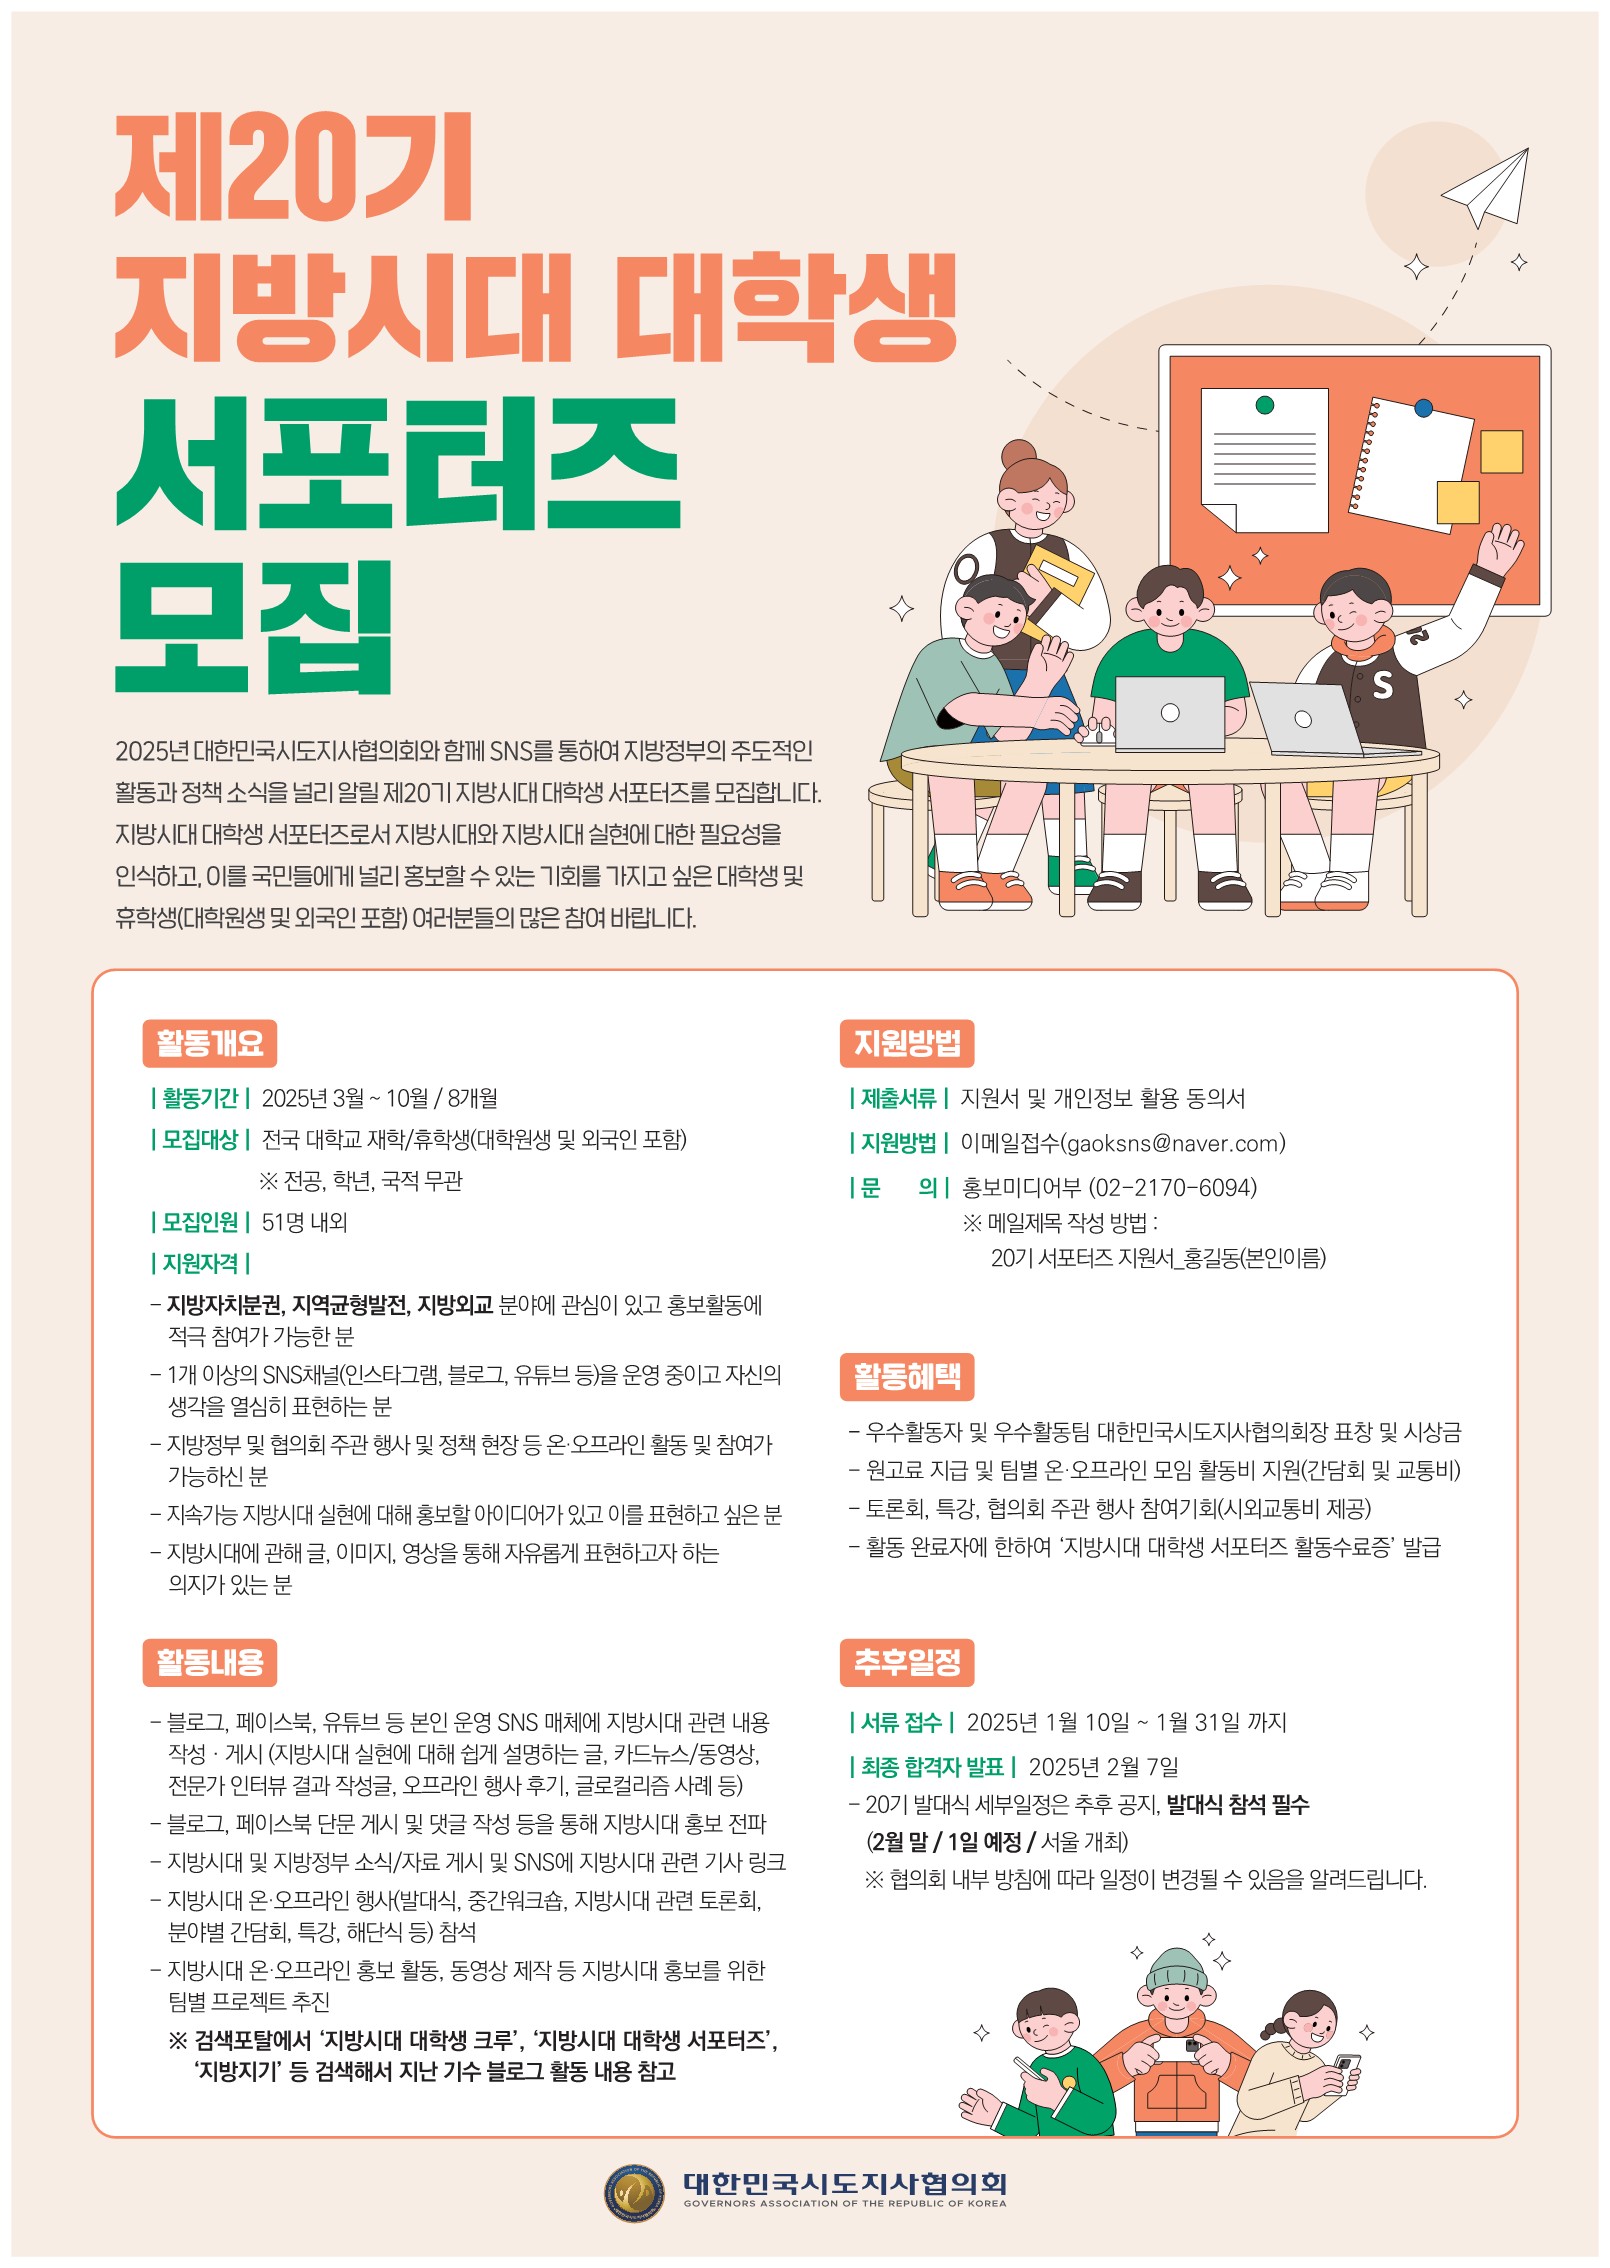 제20기
지방시대 대학생
서포터즈
모집
2025년 대한민국시도지사협의회와 함께 SNS를 통하여 지방정부의 주도적인
활동과 정책 소식을 널리 알릴 제20기 지방시대 대학생 서포터즈를 모집합니다.
지방시대 대학생 서포터즈로서 지방시대와 지방시대 실현에 대한 필요성을
인식하고, 이를 국민들에게 널리 홍보할 수 있는 기회를 가지고 싶은 대학생 및
휴학생(대학원생 및 외국인 포함) 여러분들의 많은 참여 바랍니다.
활동개요
| 활동기간 | 2025년 3월 ~ 10월 / 8개월
| 모집대상 | 전국 대학교 재학/휴학생(대학원생 및 외국인 포함)
※ 전공, 학년, 국적 무관
| 모집인원 | 51명 내외
| 지원자격 |
- 지방자치분권, 지역균형발전, 지방외교 분야에 관심이 있고 홍보활동에
적극 참여가 가능한 분
- 1개 이상의 SNS채널(인스타그램, 블로그, 유튜브 등)을 운영 중이고 자신의
생각을 열심히 표현하는 분
- 지방정부 및 협의회 주관 행사 및 정책 현장 등 온·오프라인 활동 및 참여가
가능하신 분
- 지속가능 지방시대 실현에 대해 홍보할 아이디어가 있고 이를 표현하고 싶은 분
- 지방시대에 관해 글, 이미지, 영상을 통해 자유롭게 표현하고자 하는
의지가 있는 분
활동내용
- 블로그, 페이스북, 유튜브 등 본인 운영 SNS 매체에 지방시대 관련 내용
작성 · 게시 (지방시대 실현에 대해 쉽게 설명하는 글, 카드뉴스/동영상,
전문가 인터뷰 결과 작성글, 오프라인 행사 후기, 글로컬리즘 사례 등)
- 블로그, 페이스북 단문 게시 및 댓글 작성 등을 통해 지방시대 홍보 전파
- 지방시대 및 지방정부 소식/자료 게시 및 SNS에 지방시대 관련 기사 링크
- 지방시대 온·오프라인 행사(발대식, 중간워크숍, 지방시대 관련 토론회,
분야별 간담회, 특강, 해단식 등) 참석
- 지방시대 온·오프라인 홍보 활동, 동영상 제작 등 지방시대 홍보를 위한
팀별 프로젝트 추진
※ 검색포탈에서 '지방시대 대학생 크루', '지방시대 대학생 서포터즈',
'지방지기' 등 검색해서 지난 기수 블로그 활동 내용 참고
지원방법
| 제출서류 | 지원서 및 개인정보 활용 동의서
| 지원방법 | 이메일접수(gaoksns@naver.com)
| 문 의 | 홍보미디어부 (02-2170-6094)
※ 메일제목 작성 방법 :
20기 서포터즈 지원서_홍길동(본인이름)
활동혜택
- 우수활동자 및 우수활동팀 대한민국시도지사협의회장 표창 및 시상금
- 원고료 지급 및 팀별 온·오프라인 모임 활동비 지원(간담회 및 교통비)
- 토론회, 특강, 협의회 주관 행사 참여기회(시외교통비 제공)
- 활동 완료자에 한하여 '지방시대 대학생 서포터즈 활동수료증' 발급
추후일정
| 서류 접수 | 2025년 1월 10일 ~ 1월 31일 까지
| 최종 합격자 발표 | 2025년 2월 7일
- 20기 발대식 세부일정은 추후 공지, 발대식 참석 필수
(2월 말 / 1일 예정 / 서울 개최)
※ 협의회 내부 방침에 따라 일정이 변경될 수 있음을 알려드립니다.
대한민국시도지사협의회
GOVERNORS ASSOCIATION OF THE REPUBLIC OF KOREA